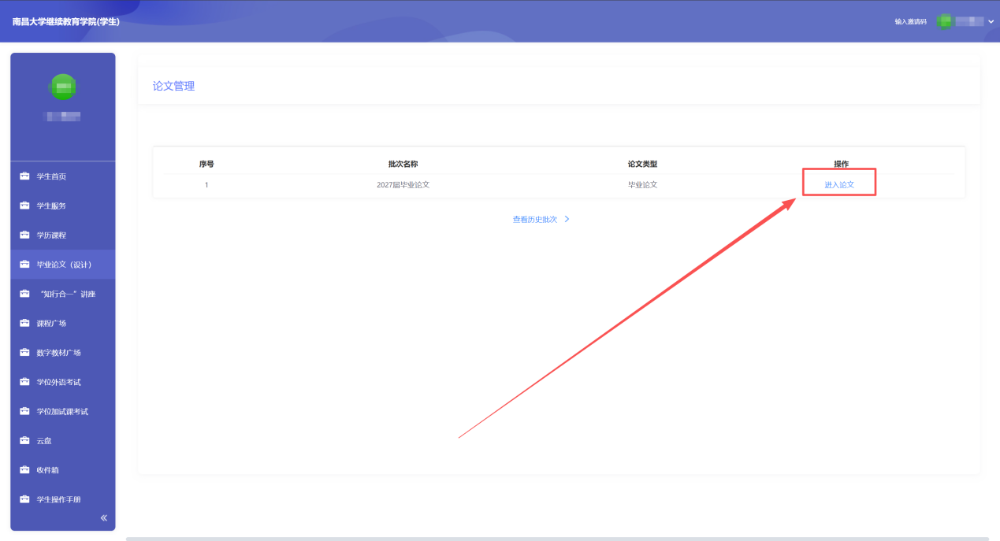 南昌大学继续教育学院(学生)
输入邀请码
论文管理
序号 批次名称 论文类型 操作
1 2027届毕业论文 毕业论文 进入论文
查看历史批次
学生首页
学生服务
学历课程
毕业论文（设计）
“知行合一”讲座
课程广场
数字教材广场
学位外语考试
学位加试课考试
云盘
收件箱
学生操作手册